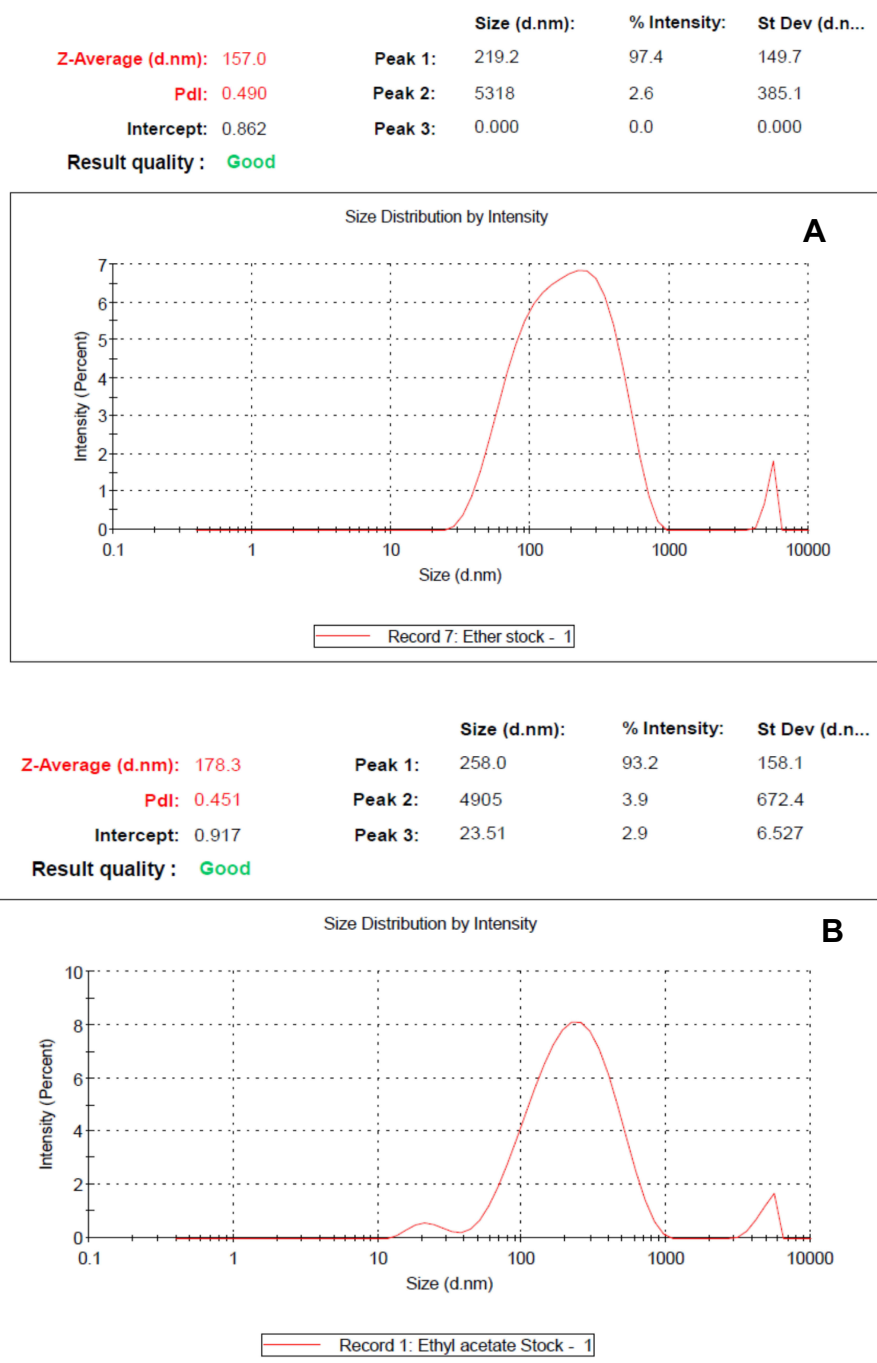 Size (d.nm): % Intensity: St Dev (d.n...
Z-Average (d.nm): 157.0 Peak 1: 219.2 97.4 149.7
PdI: 0.490 Peak 2: 5318 2.6 385.1
Intercept: 0.862 Peak 3: 0.000 0.0 0.000
Result quality : Good
Size Distribution by Intensity
A
7
6
5
4
3
2
1
0
Intensity (Percent)
0.1 1 10 100 1000 10000
Size (d.nm)
Record 7: Ether stock - 1
Size (d.nm): % Intensity: St Dev (d.n...
Z-Average (d.nm): 178.3 Peak 1: 258.0 93.2 158.1
PdI: 0.451 Peak 2: 4905 3.9 672.4
Intercept: 0.917 Peak 3: 23.51 2.9 6.527
Result quality : Good
Size Distribution by Intensity
B
10
8
6
4
2
0
Intensity (Percent)
0.1 1 10 100 1000 10000
Size (d.nm)
Record 1: Ethyl acetate Stock - 1